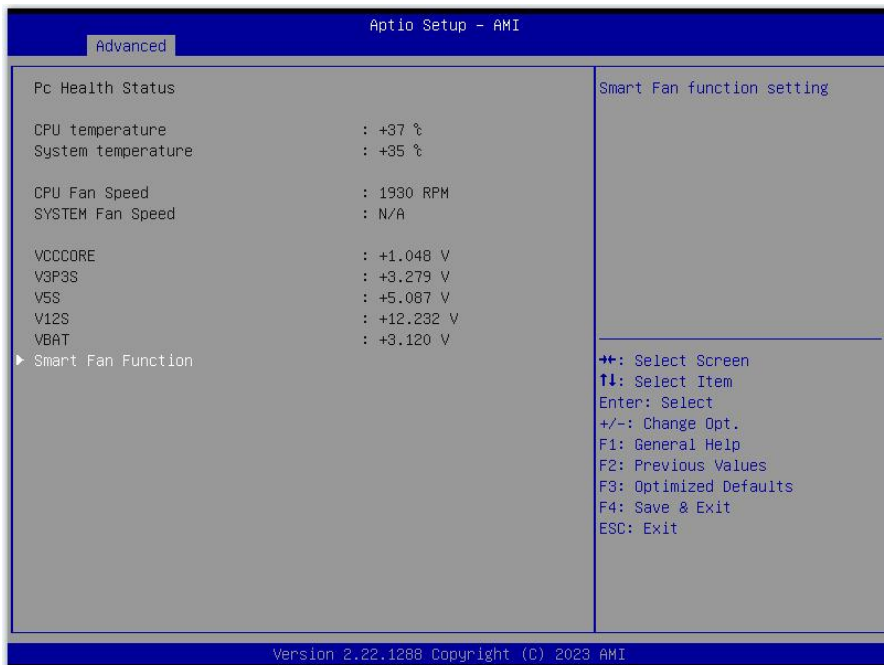 Aptio Setup - AMI
Advanced
Pc Health Status
CPU temperature : +37 ℃
System temperature : +35 ℃
CPU Fan Speed : 1930 RPM
SYSTEM Fan Speed : N/A
VCCCORE : +1.048 V
V3P3S : +3.279 V
V5S : +5.087 V
V12S : +12.232 V
VBAT : +3.120 V
Smart Fan Function
Smart Fan function setting
→←: Select Screen
↑↓: Select Item
Enter: Select
+/-: Change Opt.
F1: General Help
F2: Previous Values
F3: Optimized Defaults
F4: Save & Exit
ESC: Exit
Version 2.22.1288 Copyright (C) 2023 AMI